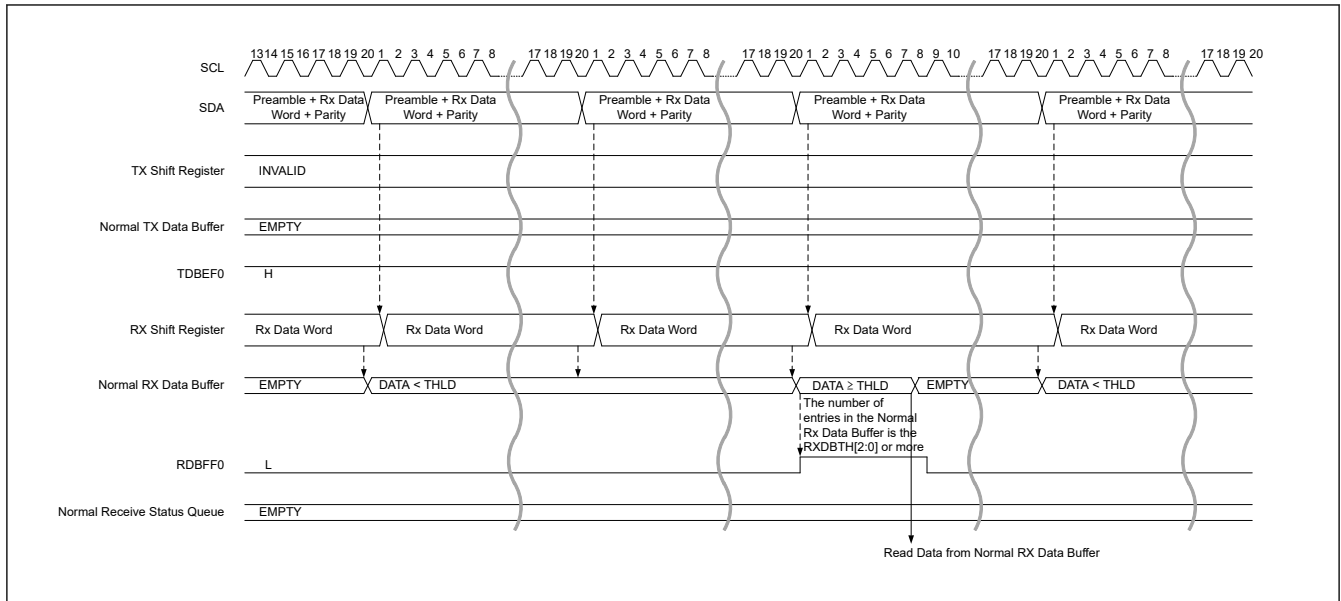 13 14 15 16 17 18 19 20 1 2 3 4 5 6 7 8 17 18 19 20 1 2 3 4 5 6 7 8 17 18 19 20 1 2 3 4 5 6 7 8 9 10 17 18 19 20 1 2 3 4 5 6 7 8 17 18 19 20
SCL
SDA
Preamble + Rx Data
Word + Parity
Preamble + Rx Data
Word + Parity
Preamble + Rx Data
Word + Parity
Preamble + Rx Data
Word + Parity
Preamble + Rx Data
Word + Parity
TX Shift Register
INVALID
Normal TX Data Buffer
EMPTY
TDBEF0
H
RX Shift Register
Rx Data Word
Rx Data Word
Rx Data Word
Rx Data Word
Rx Data Word
Normal RX Data Buffer
EMPTY
DATA < THLD
DATA ≥ THLD
EMPTY
DATA < THLD
The number of
entries in the Normal
Rx Data Buffer is the
RXDBTH[2:0] or more
RDBFF0
L
Normal Receive Status Queue
EMPTY
Read Data from Normal RX Data Buffer